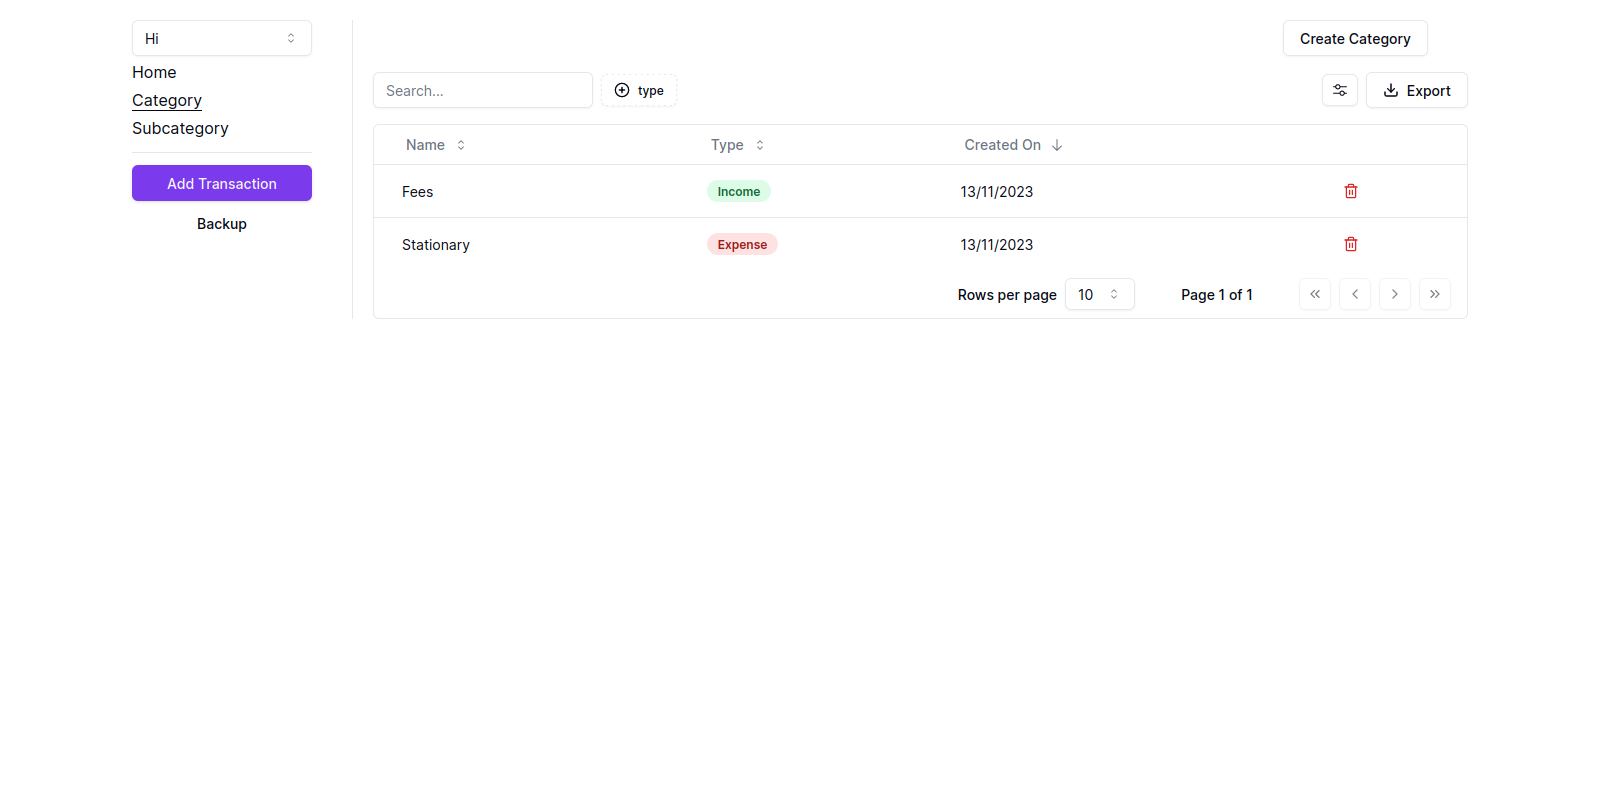 Hi
Home
Category
Subcategory
Add Transaction
Backup
Create Category
Search...
type
Export
Name Type Created On
Fees Income 13/11/2023
Stationary Expense 13/11/2023
Rows per page 10 Page 1 of 1